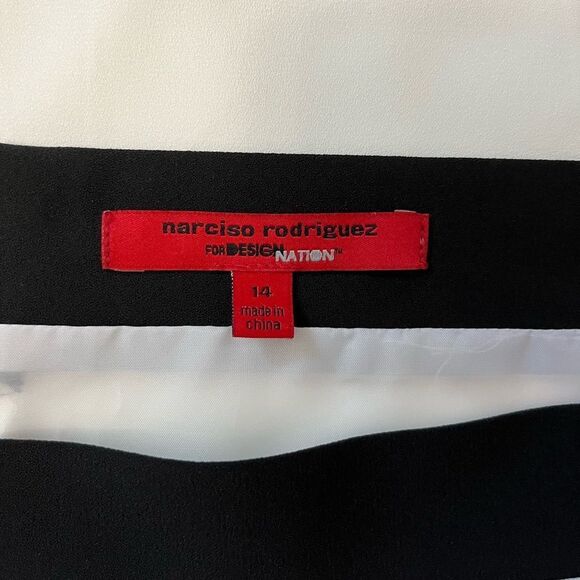 narciso rodriguez
FOR DESIGN NATION™
14
made in
china